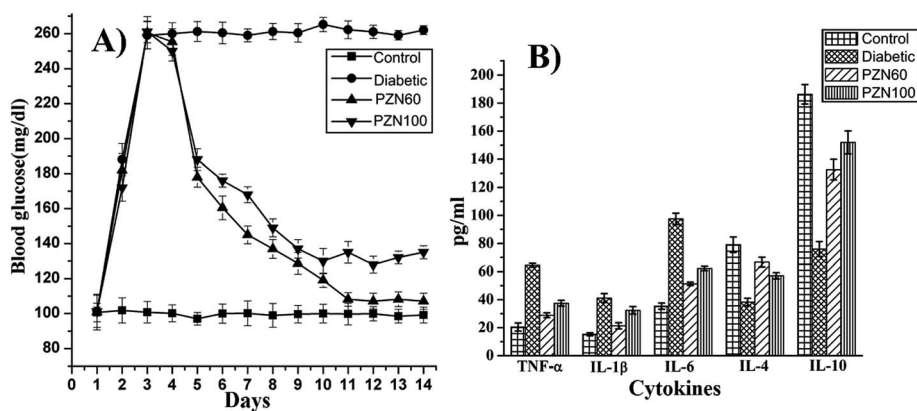 A)
Control
Diabetic
PZN60
PZN100
Blood glucose(mg/dl)
260
240
220
200
180
160
140
120
100
80
0 1 2 3 4 5 6 7 8 9 10 11 12 13 14
Days
B)
Control
Diabetic
PZN60
PZN100
pg/ml
200
180
160
140
120
100
80
60
40
20
0
TNF-α IL-1β IL-6 IL-4 IL-10
Cytokines